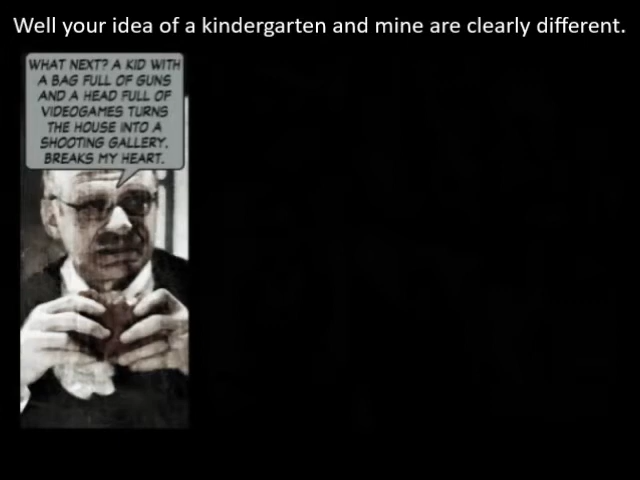 Well your idea of a kindergarten and mine are clearly different.
WHAT NEXT? A KID WITH
A BAG FULL OF GUNS
AND A HEAD FULL OF
VIDEOGAMES TURNS
THE HOUSE INTO A
SHOOTING GALLERY.
BREAKS MY HEART.